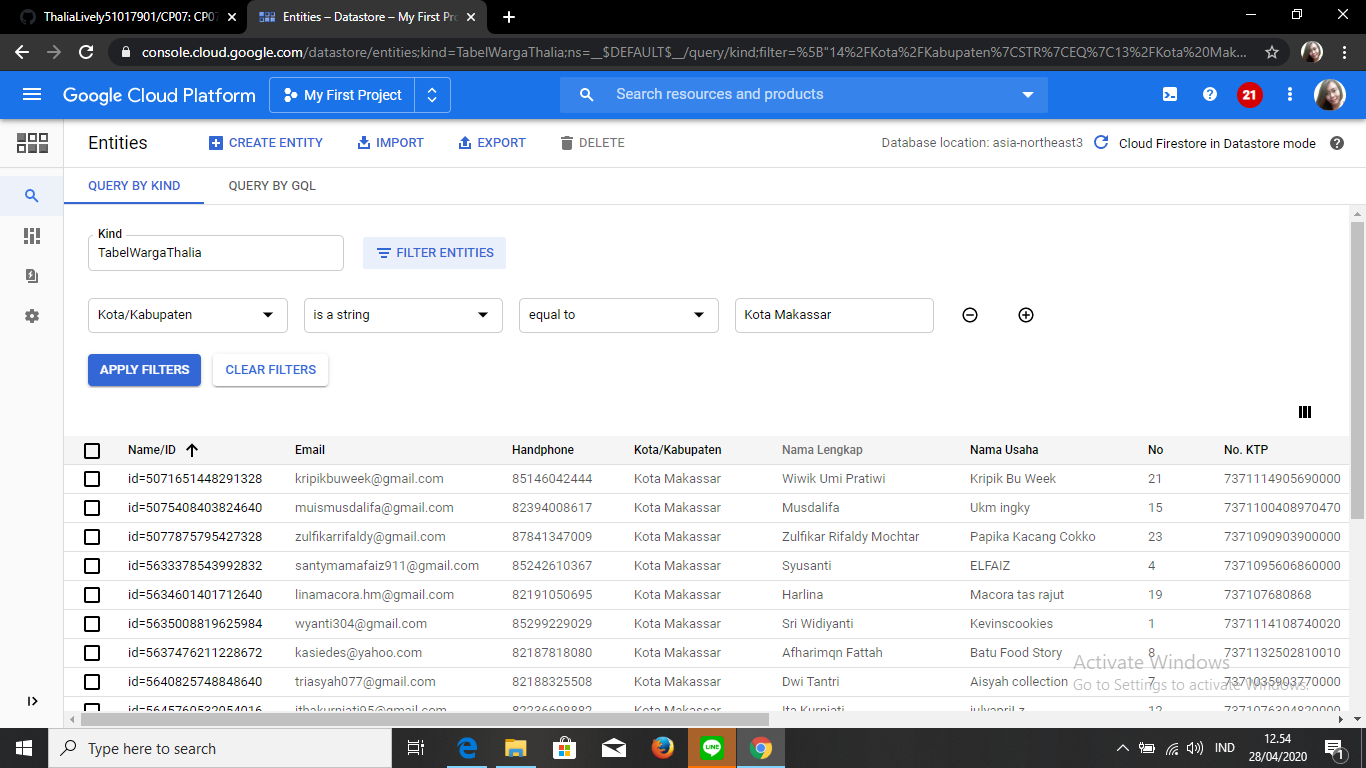 ThaliaLively51017901/CP07: CP07
Entities – Datastore – My First Pro
console.cloud.google.com/datastore/entities;kind=TabelWargaThalia;ns=__$DEFAULT$__/query/kind;filter=%5B"14%2FKota%2FKabupaten%7CSTR%7CEQ%7C13%2FKota%20Mak...
Google Cloud Platform
My First Project
Search resources and products
21
Entities
CREATE ENTITY
IMPORT
EXPORT
DELETE
Database location: asia-northeast3
Cloud Firestore in Datastore mode
QUERY BY KIND
QUERY BY GQL
Kind
TabelWargaThalia
FILTER ENTITIES
Kota/Kabupaten
is a string
equal to
Kota Makassar
APPLY FILTERS
CLEAR FILTERS
Name/ID Email Handphone Kota/Kabupaten Nama Lengkap Nama Usaha No No. KTP
id=5071651448291328 kripikbuweek@gmail.com 85146042444 Kota Makassar Wiwik Umi Pratiwi Kripik Bu Week 21 7371114905690000
id=5075408403824640 muismusdalifa@gmail.com 82394008617 Kota Makassar Musdalifa Ukm ingky 15 7371100408970470
id=5077875795427328 zulfikarrifaldy@gmail.com 87841347009 Kota Makassar Zulfikar Rifaldy Mochtar Papika Kacang Cokko 23 7371090903900000
id=5633378543992832 santymamafaiz911@gmail.com 85242610367 Kota Makassar Syusanti ELFAIZ 4 7371095606860000
id=5634601401712640 linamacora.hm@gmail.com 82191050695 Kota Makassar Harlina Macora tas rajut 19 737107680868
id=5635008819625984 wyanti304@gmail.com 85299229029 Kota Makassar Sri Widiyanti Kevinscookies 1 7371114108740020
id=5637476211228672 kasiedes@yahoo.com 82187818080 Kota Makassar Afharimqn Fattah Batu Food Story 8 7371132502810010
id=5640825748848640 triasyah077@gmail.com 82188325508 Kota Makassar Dwi Tantri Aisyah collection 7 7371035903770000
id=5645760532054016 ithakurniati95@gmail.com 82236698882 Kota Makassar Ita Kurniati julyapril.z 12 7371076304820000
Activate Windows
Go to Settings to activate Windows.
Type here to search
LINE
IND
12.54
28/04/2020
1